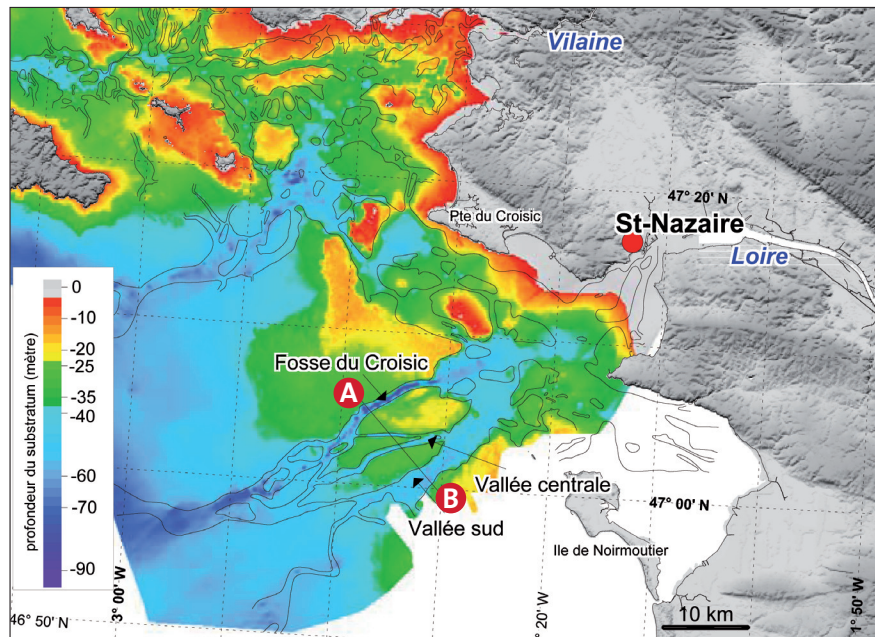 Vilaine
47° 20' N
Pte du Croisic
St-Nazaire
Loire
profondeur du substratum (mètre)
0
-10
-20
-25
-35
-40
-60
-70
-90
Fosse du Croisic
A
B
Vallée centrale
47° 00' N
Vallée sud
Ile de Noirmoutier
46° 50' N
3° 00' W
20' W
10 km
1° 50' W